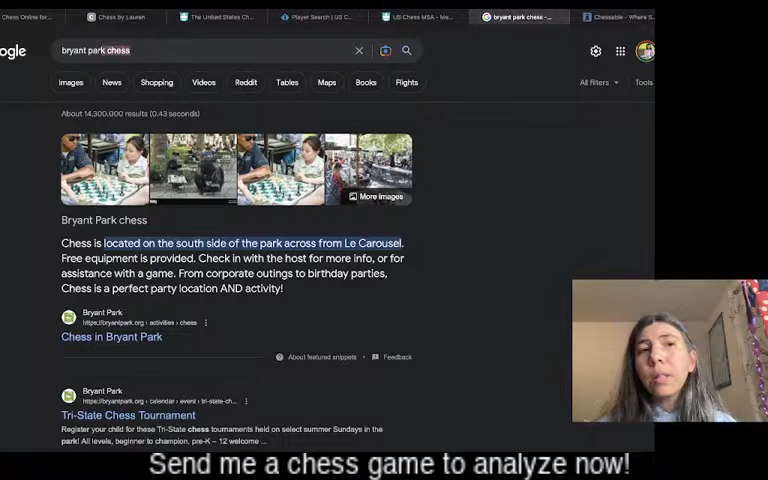 Chess Online for...
Chess by Lauren
The United States Ch...
Player Search | US C...
US Chess MSA - Me...
bryant park chess -...
Chessable - Where S...
ogle
bryant park chess
Images
News
Shopping
Videos
Reddit
Tables
Maps
Books
Flights
All filters
Tools
About 14,300,000 results (0.43 seconds)
More images
Bryant Park chess
Chess is located on the south side of the park across from Le Carousel.
Free equipment is provided. Check in with the host for more info, or for
assistance with a game. From corporate outings to birthday parties,
Chess is a perfect party location AND activity!
Bryant Park
https://bryantpark.org › activities › chess
Chess in Bryant Park
About featured snippets
Feedback
Bryant Park
https://bryantpark.org › calendar › event › tri-state-ch...
Tri-State Chess Tournament
Register your child for these Tri-State chess tournaments held on select summer Sundays in the
park! All levels, beginner to champion, pre-K – 12 welcome ...
Send me a chess game to analyze now!